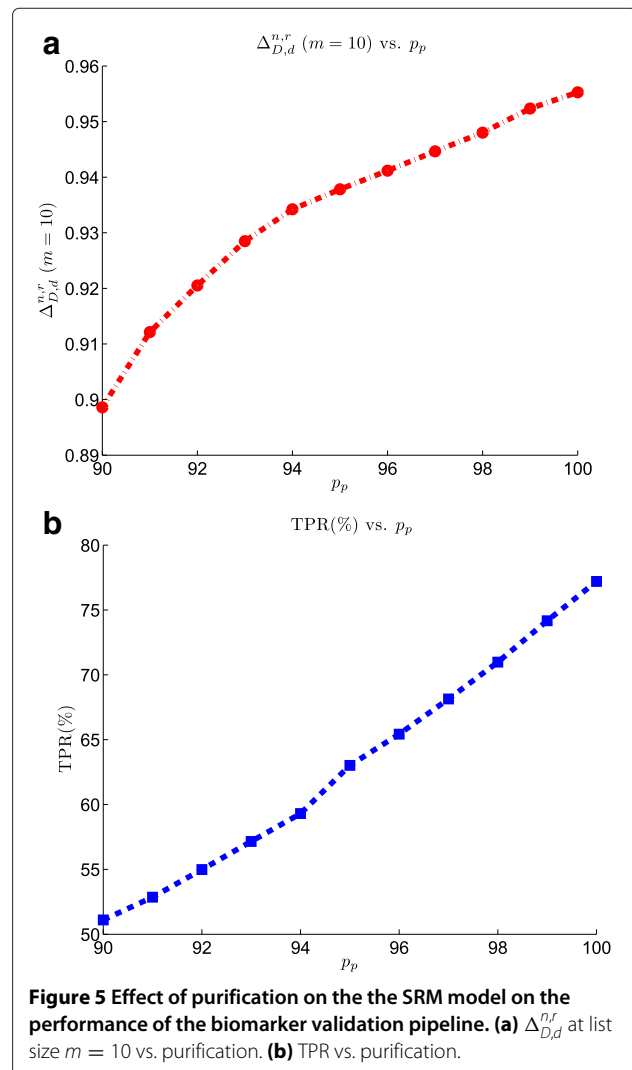 a
Δ^{n,r}_{D,d} (m = 10) vs. p_p
0.96
0.95
0.94
0.93
0.92
0.91
0.9
0.89
Δ^{n,r}_{D,d} (m = 10)
90 92 94 96 98 100
p_p
b
TPR(%) vs. p_p
80
75
70
65
60
55
50
TPR(%)
90 92 94 96 98 100
p_p
Figure 5 Effect of purification on the the SRM model on the
performance of the biomarker validation pipeline. (a) Δ^{n,r}_{D,d} at list
size m = 10 vs. purification. (b) TPR vs. purification.